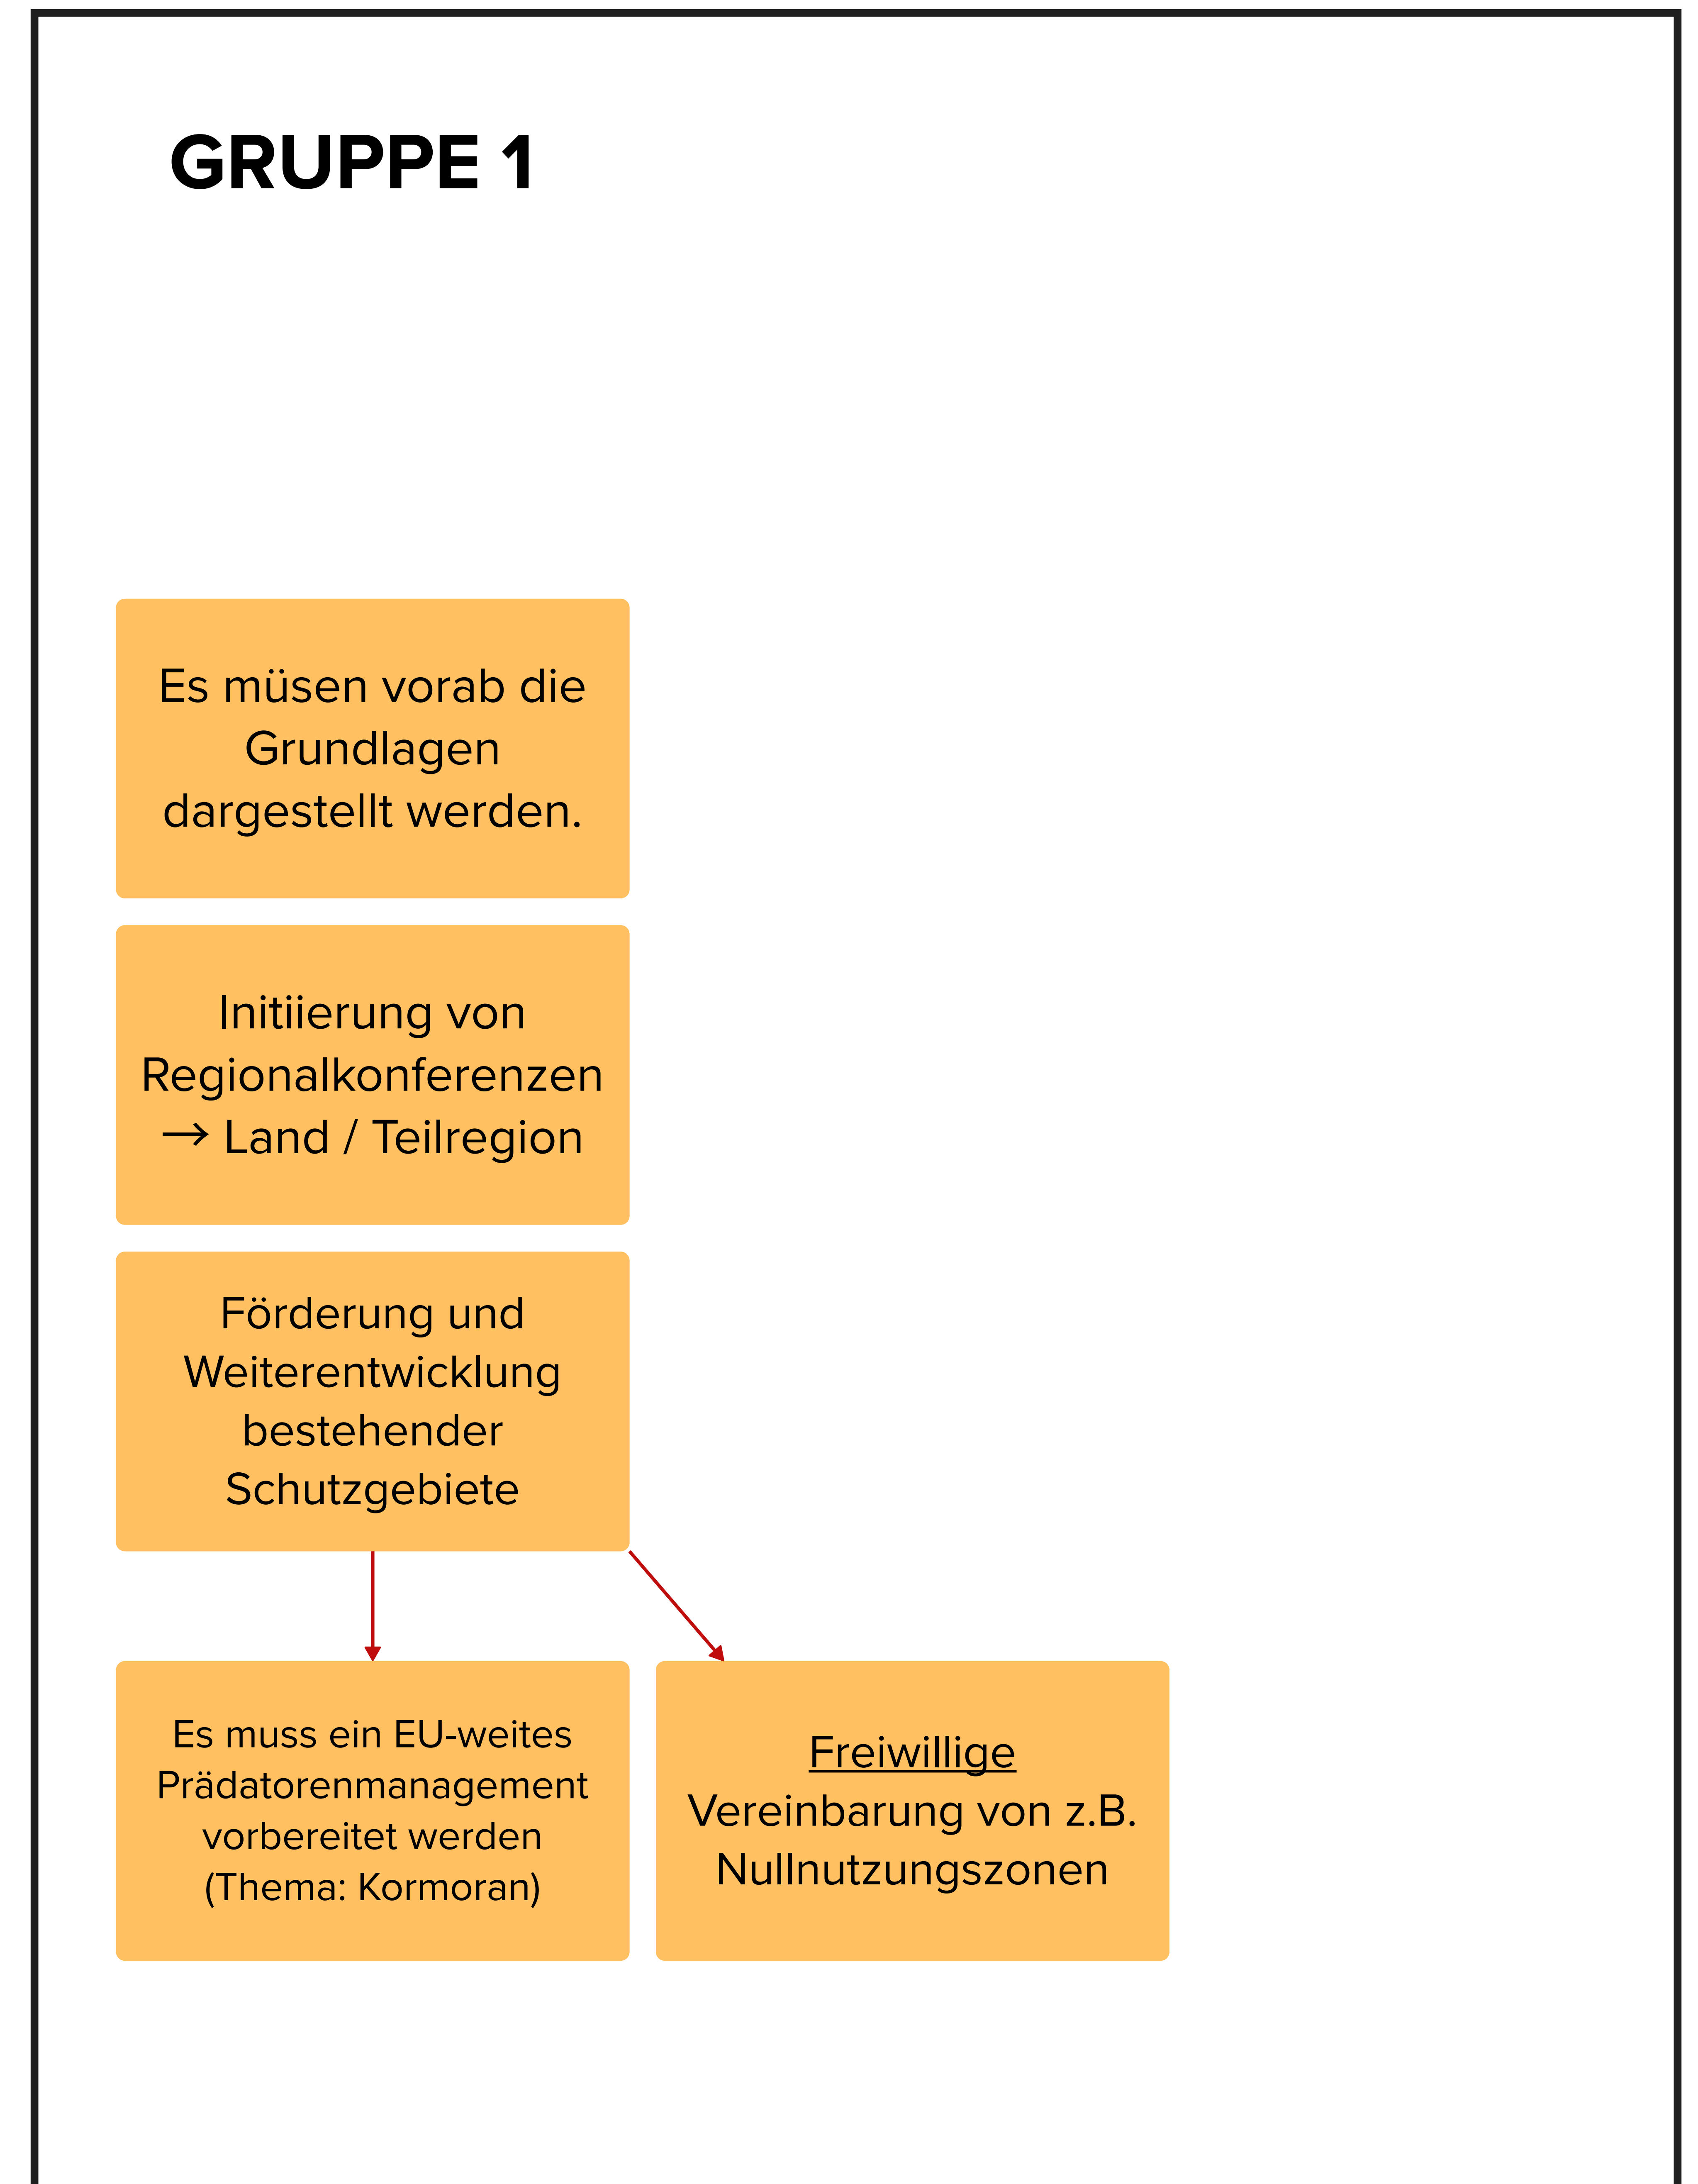 GRUPPE 1
Es müsen vorab die
Grundlagen
dargestellt werden.
Initiierung von
Regionalkonferenzen
→ Land / Teilregion
Förderung und
Weiterentwicklung
bestehender
Schutzgebiete
Es muss ein EU-weites
Prädatorenmanagement
vorbereitet werden
(Thema: Kormoran)
Freiwillige
Vereinbarung von z.B.
Nullnutzungszonen